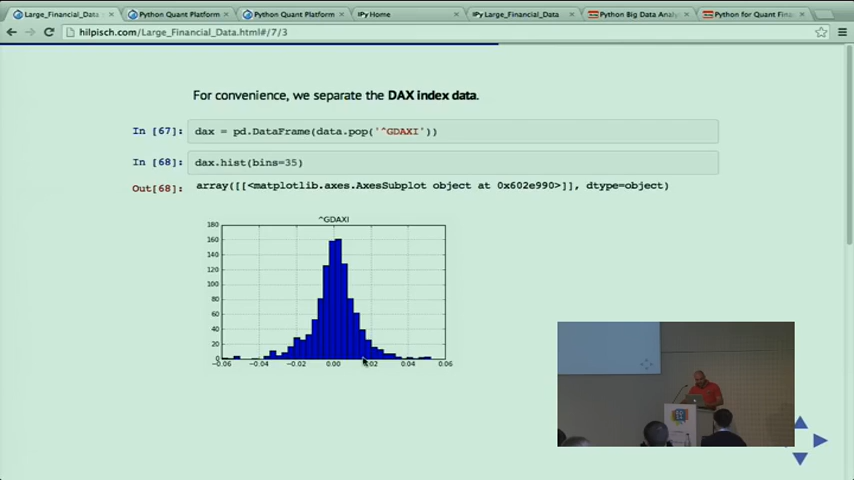 Large_Financial_Data
Python Quant Platform
Python Quant Platform
IPy Home
IPy Large_Financial_Data
Python Big Data Analy
Python for Quant Finan
hilpisch.com/Large_Financial_Data.html#/7/3
For convenience, we separate the DAX index data.
In [67]: dax = pd.DataFrame(data.pop('^GDAXI'))
In [68]: dax.hist(bins=35)
Out[68]: array([[<matplotlib.axes.AxesSubplot object at 0x602e990>]], dtype=object)
^GDAXI
180
160
140
120
100
80
60
40
20
0
−0.06 −0.04 −0.02 0.00 0.02 0.04 0.06